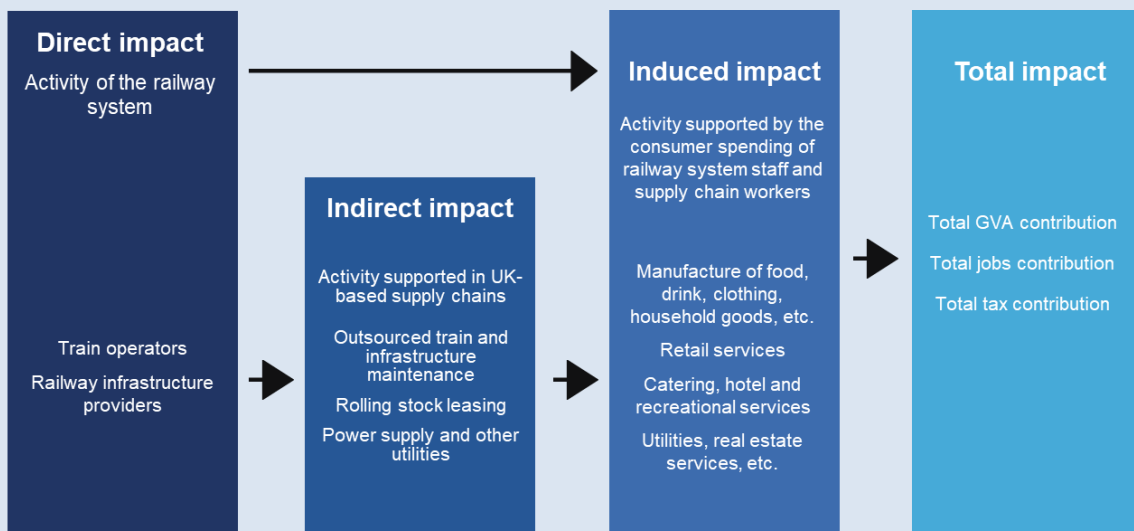 Direct impact
Activity of the railway
system
Train operators
Railway infrastructure
providers
Indirect impact
Activity supported in UK-
based supply chains
Outsourced train and
infrastructure
maintenance
Rolling stock leasing
Power supply and other
utilities
Induced impact
Activity supported by the
consumer spending of
railway system staff and
supply chain workers
Manufacture of food,
drink, clothing,
household goods, etc.
Retail services
Catering, hotel and
recreational services
Utilities, real estate
services, etc.
Total impact
Total GVA contribution
Total jobs contribution
Total tax contribution